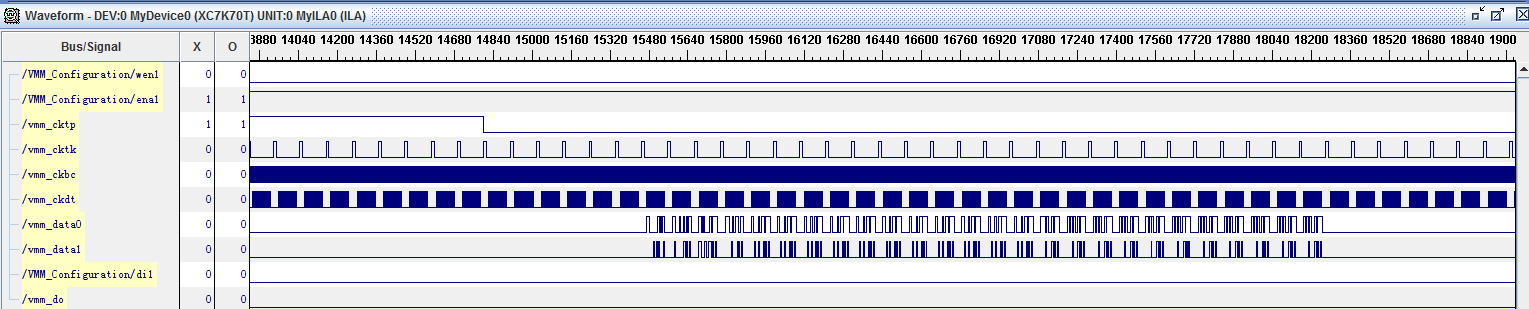 Waveform - DEV:0 MyDevice0 (XC7K70T) UNIT:0 MyILA0 (ILA)
Bus/Signal X O 3880 14040 14200 14360 14520 14680 14840 15000 15160 15320 15480 15640 15800 15960 16120 16280 16440 16600 16760 16920 17080 17240 17400 17560 17720 17880 18040 18200 18360 18520 18680 18840 1900
/VMM_Configuration/wen1 0 0
/VMM_Configuration/ena1 1 1
/vmm_cktp 1 1
/vmm_cktk 0 0
/vmm_ckbc 0 0
/vmm_ckdt 0 0
/vmm_data0 0 0
/vmm_data1 0 0
/VMM_Configuration/di1 0 0
/vmm_do 0 0